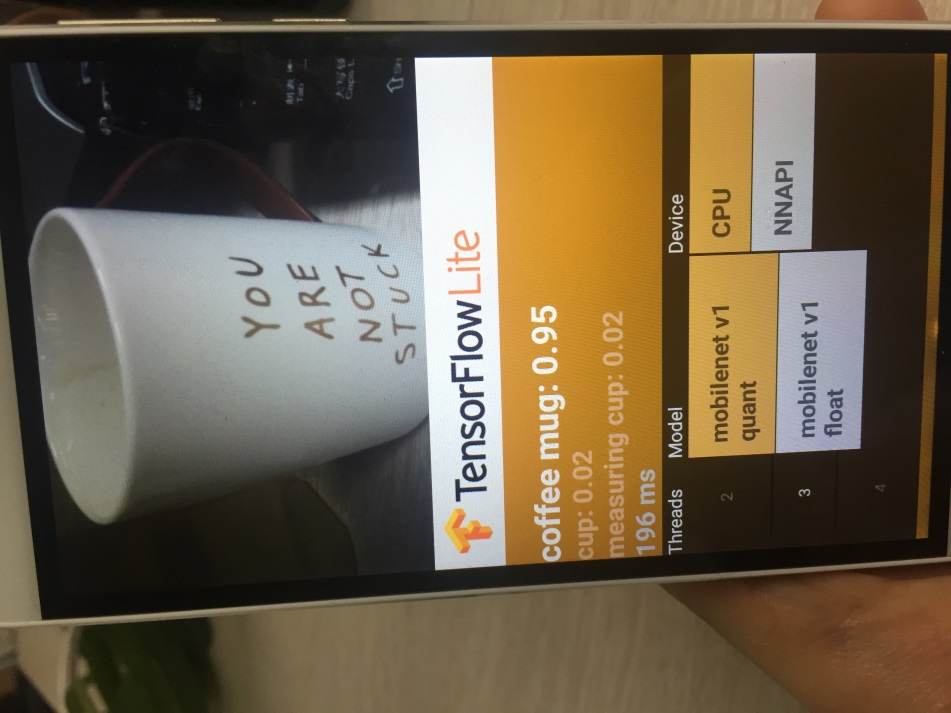 YOU
ARE
NOT
STUCK
TensorFlow Lite
coffee mug: 0.95
cup: 0.02
measuring cup: 0.02
196 ms
Threads Model Device
2
3
4
mobilenet v1
quant
mobilenet v1
float
CPU
NNAPI
Tab